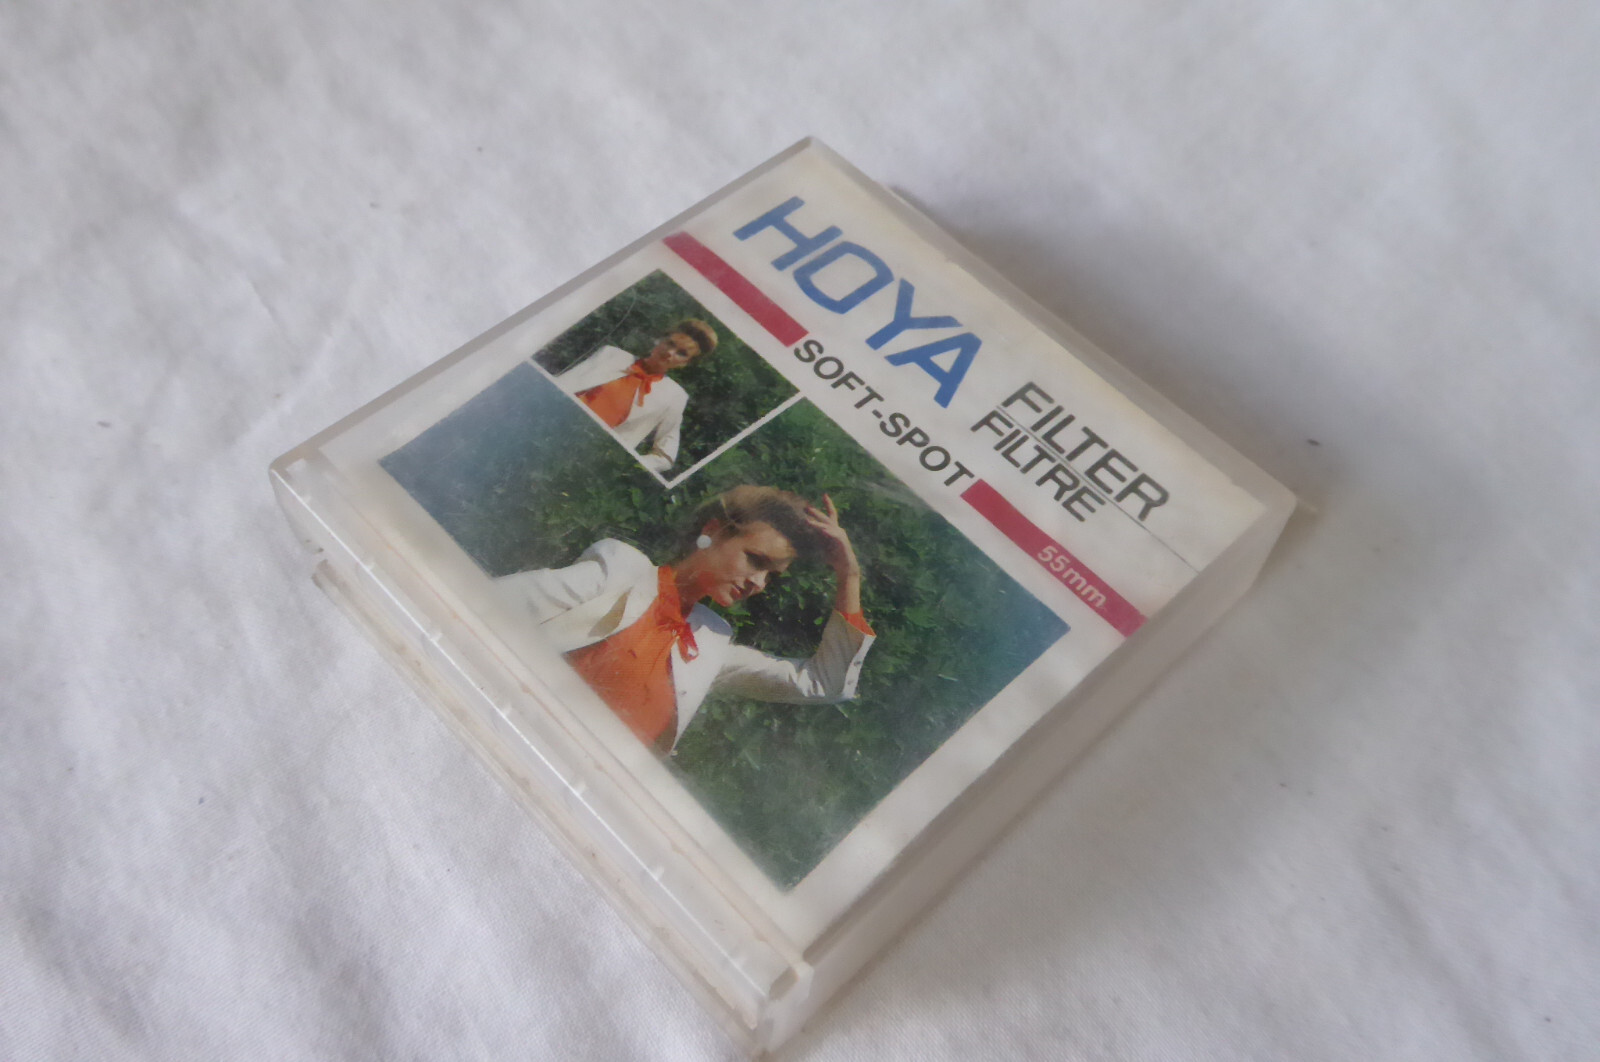 HOYA
FILTER
FILTRE
SOFT-SPOT
55mm